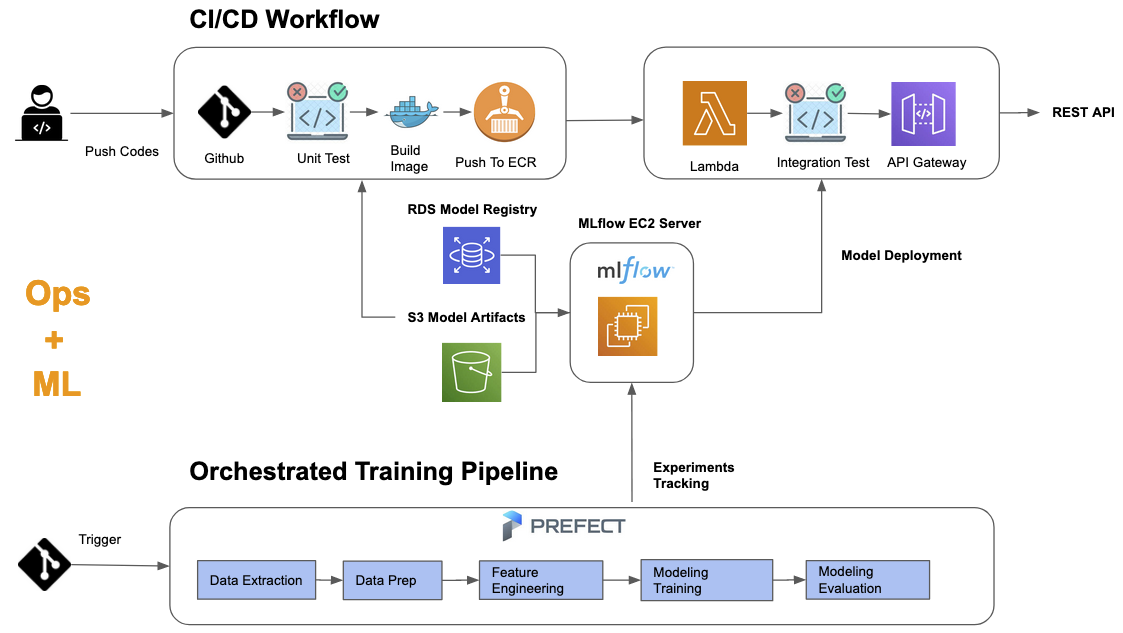 CI/CD Workflow
Push Codes
Github
Unit Test
Build
Image
Push To ECR
Lambda
Integration Test
API Gateway
REST API
RDS Model Registry
MLflow EC2 Server
mlflow
Model Deployment
S3 Model Artifacts
Ops
+
ML
Orchestrated Training Pipeline
Experiments
Tracking
Trigger
PREFECT
Data Extraction
Data Prep
Feature
Engineering
Modeling
Training
Modeling
Evaluation